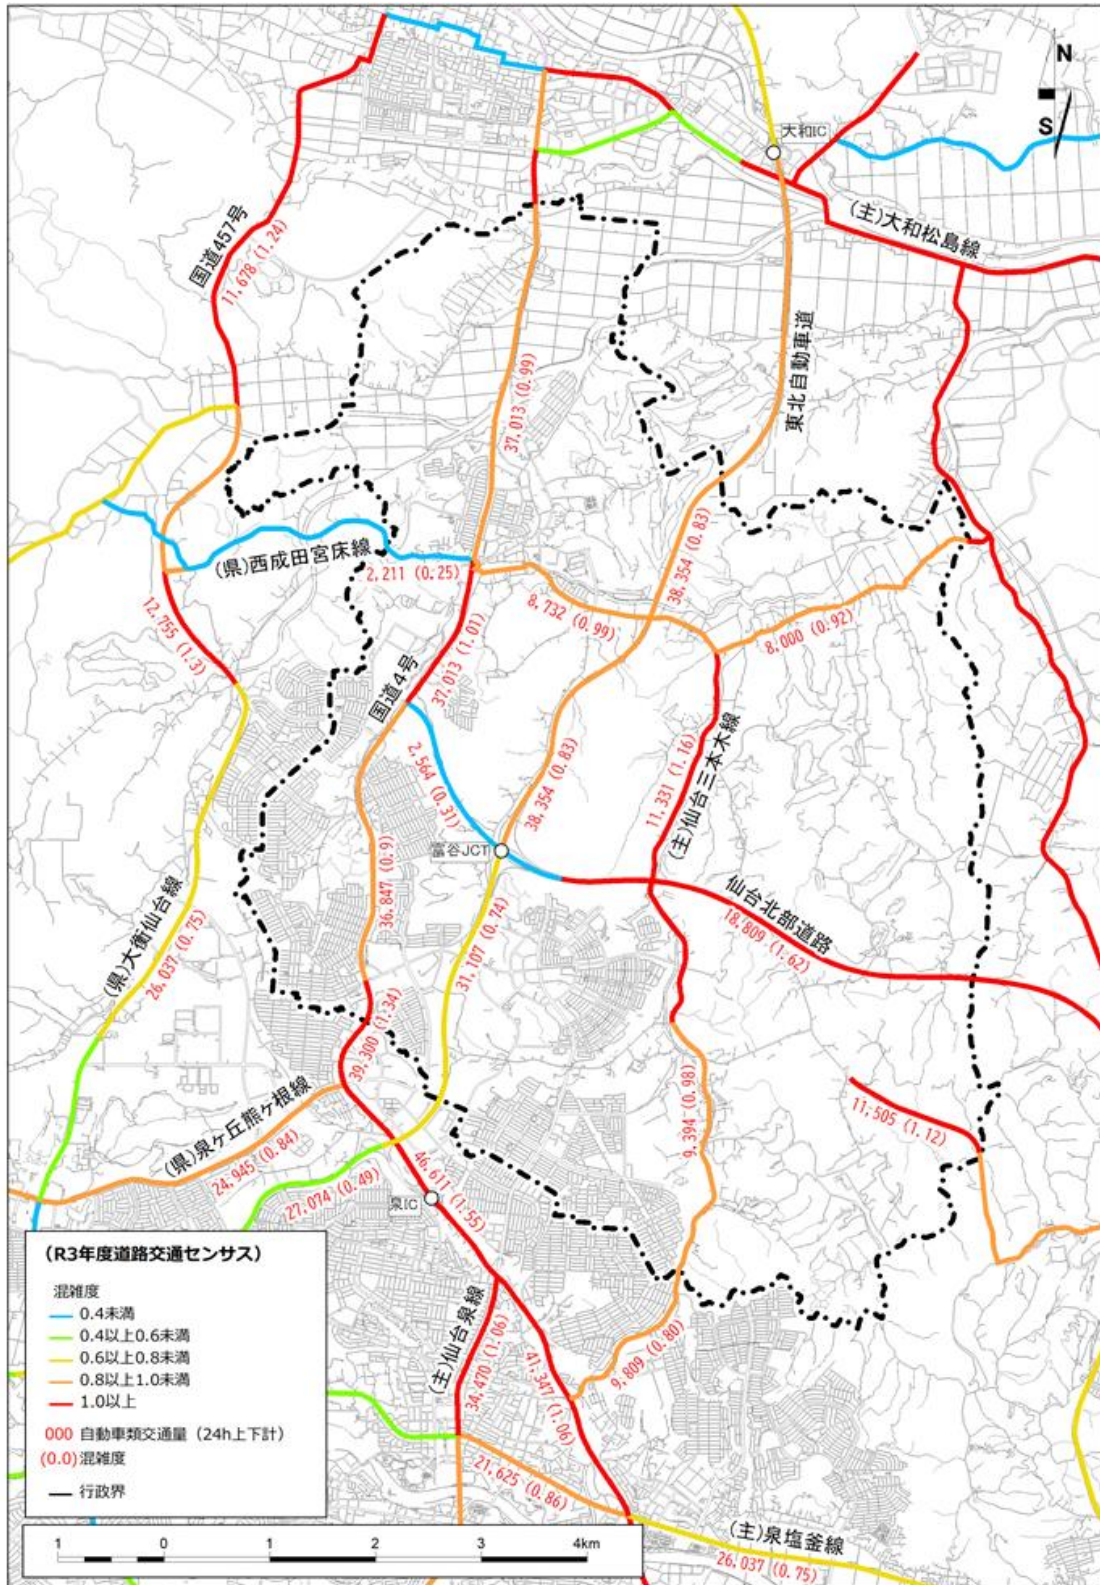 N
S
大和IC
(主)大和松島線
国道457号
11,678 (1.24)
東北自動車道
37,013 (0.99)
38,354 (0.83)
(県)西成田宮床線
2,211 (0.25)
8,732 (0.99)
8,000 (0.92)
12,755 (1.3)
国道4号
37,013 (1.01)
2,564 (0.31)
38,354 (0.83)
11,331 (1.16)
(主)仙台三本木線
富谷JCT
36,847 (0.9)
仙台北部道路
18,809 (1.62)
(県)大衡仙台線
26,037 (0.75)
31,107 (0.74)
39,300 (1.34)
9,394 (0.98)
11,505 (1.12)
(県)泉ヶ丘熊ヶ根線
24,945 (0.84)
27,074 (0.49)
46,611 (1.55)
泉IC
(主)仙台泉線
34,470 (1.06)
41,347 (1.06)
9,809 (0.80)
21,625 (0.86)
(主)泉塩釜線
26,037 (0.75)
(R3年度道路交通センサス)
混雑度
0.4未満
0.4以上0.6未満
0.6以上0.8未満
0.8以上1.0未満
1.0以上
000 自動車類交通量（24h上下計）
(0.0)混雑度
行政界
1 0 1 2 3 4km